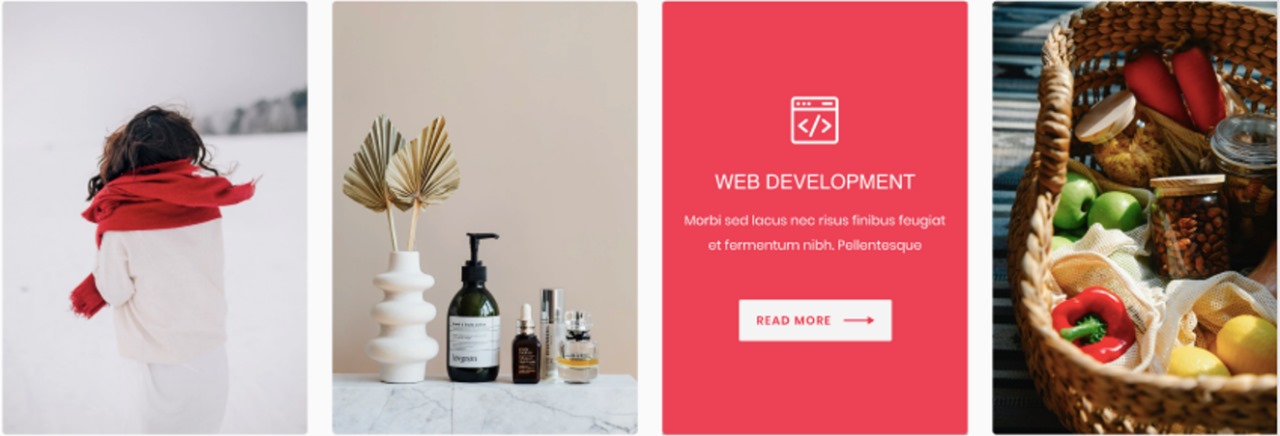 </>
WEB DEVELOPMENT
Morbi sed lacus nec risus finibus feugiat
et fermentum nibh. Pellentesque
READ MORE